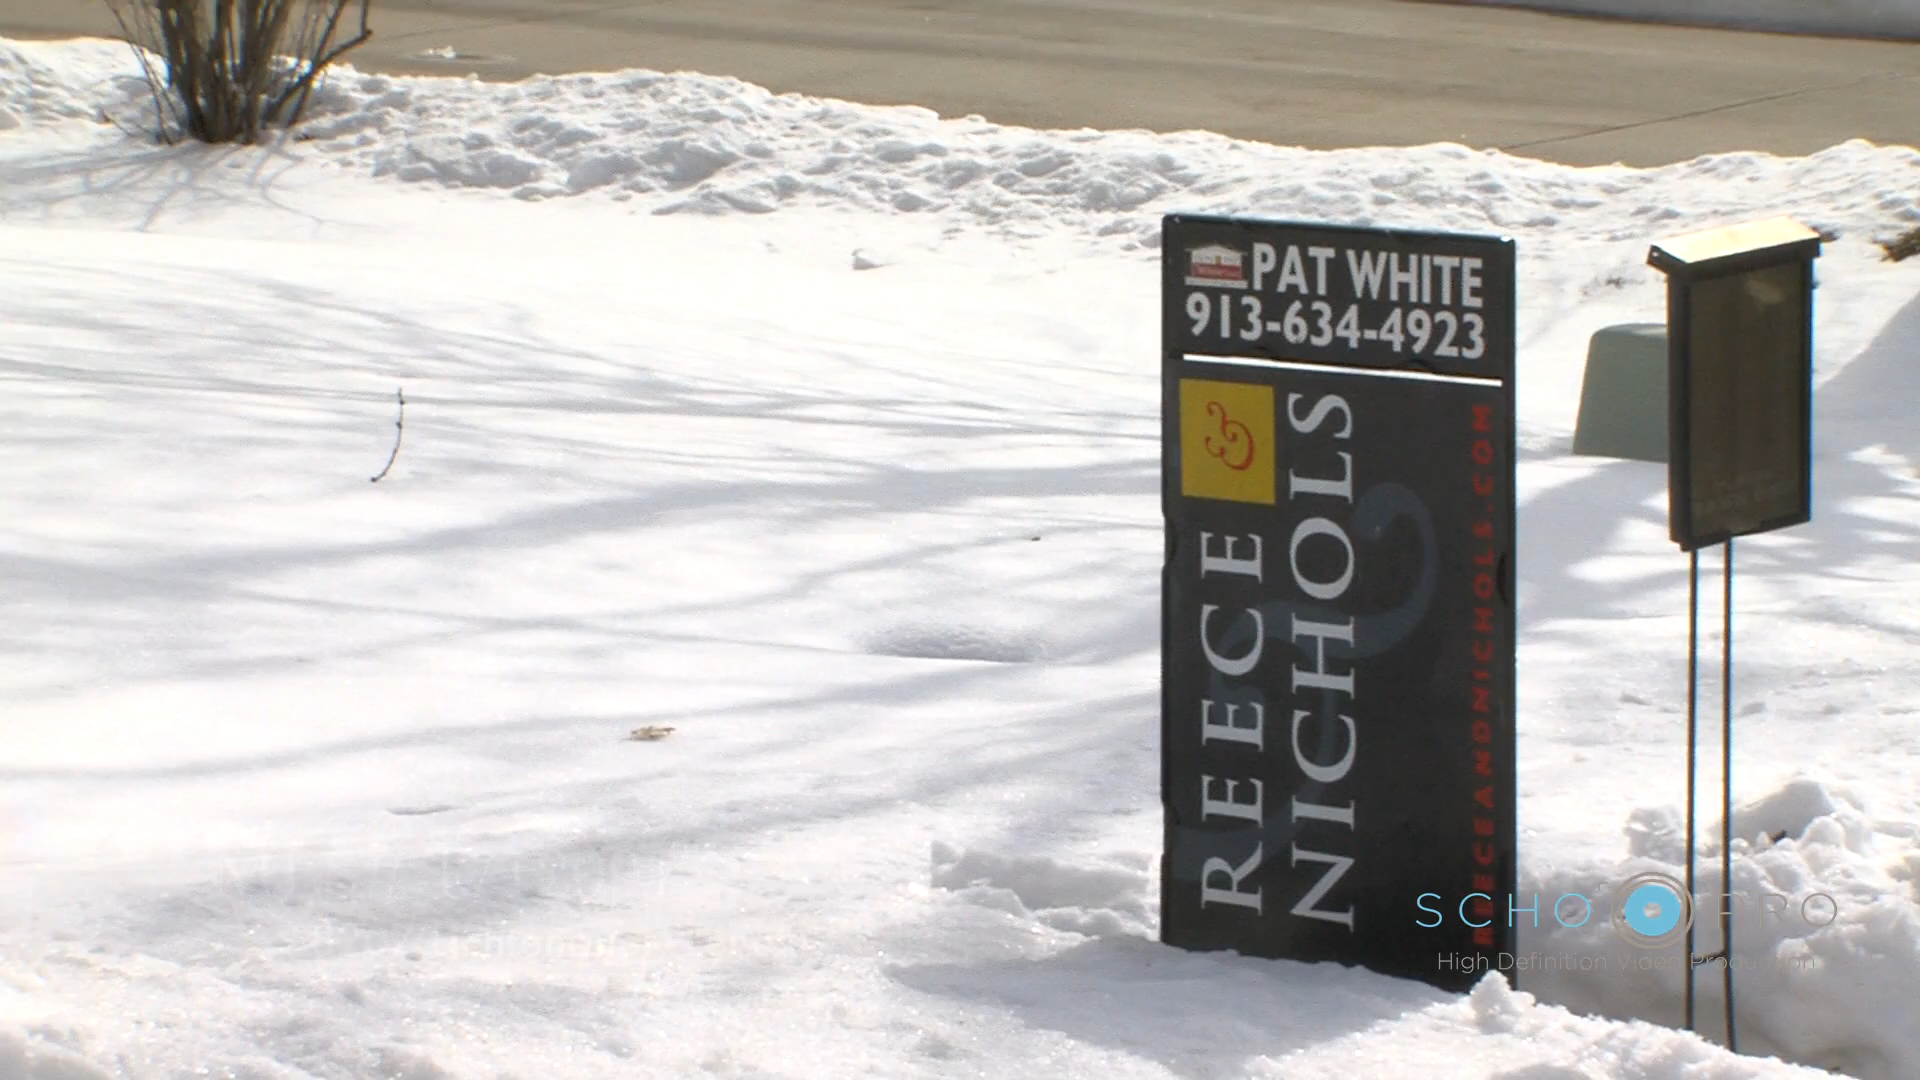 PAT WHITE
913-634-4923
&
REECE
NICHOLS
REECEANDNICHOLS.COM
SCHO PRO
High Definition Video Production